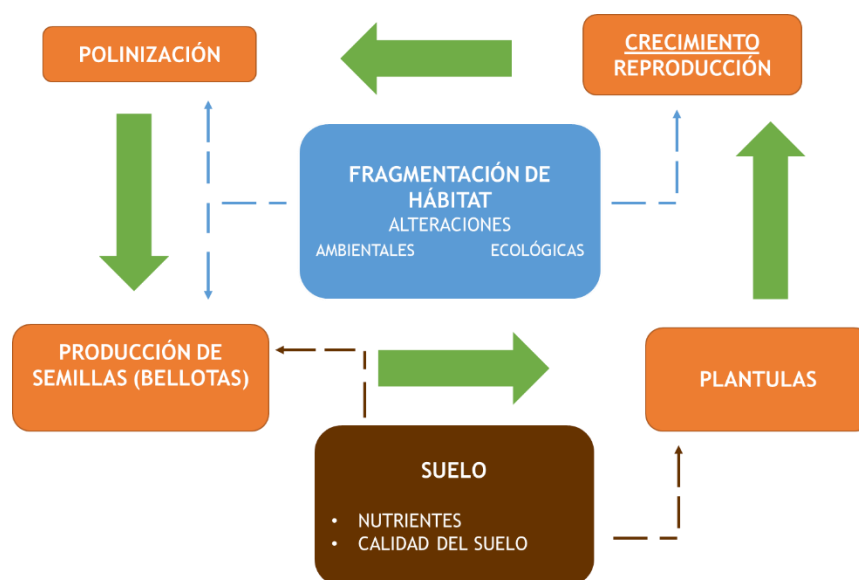 POLINIZACIÓN
CRECIMIENTO
REPRODUCCIÓN
FRAGMENTACIÓN DE
HÁBITAT
ALTERACIONES
AMBIENTALES ECOLÓGICAS
PRODUCCIÓN DE
SEMILLAS (BELLOTAS)
PLANTULAS
SUELO
• NUTRIENTES
• CALIDAD DEL SUELO